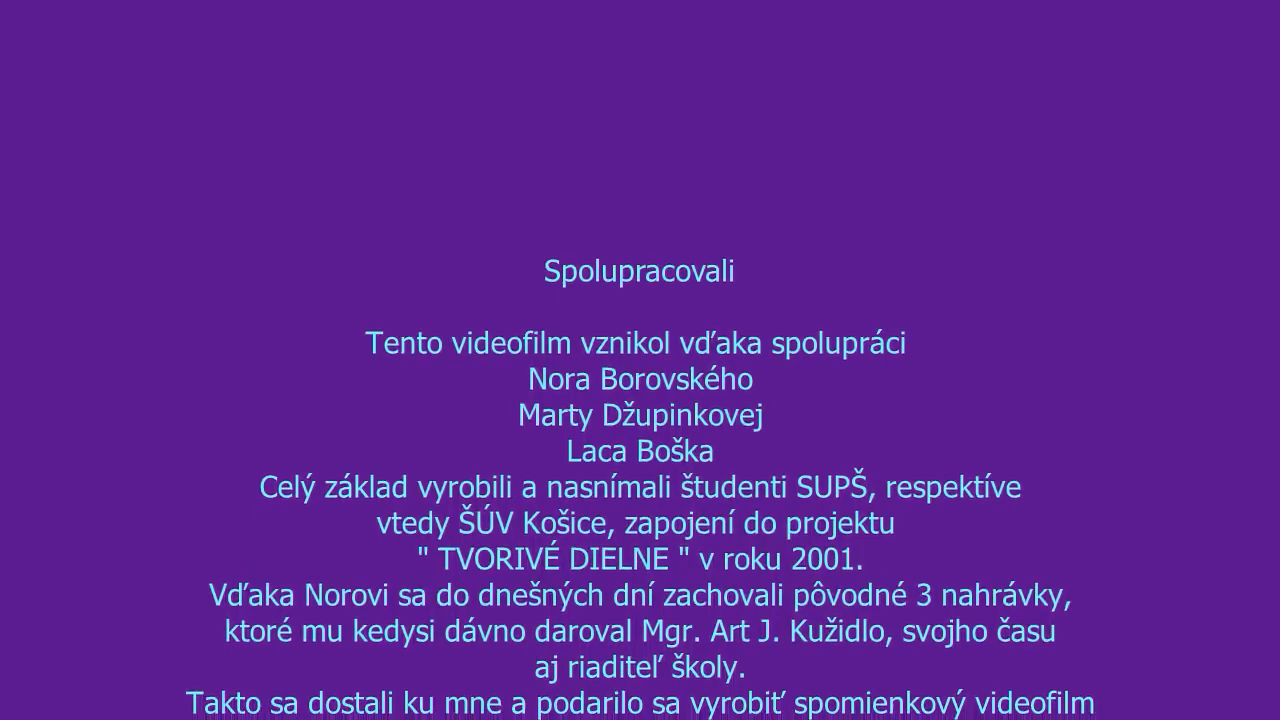 Spolupracovali
Tento videofilm vznikol vďaka spolupráci
Nora Borovského
Marty Džupinkovej
Laca Boška
Celý základ vyrobili a nasnímali študenti SUPŠ, respektíve
vtedy ŠÚV Košice, zapojení do projektu
" TVORIVÉ DIELNE " v roku 2001.
Vďaka Norovi sa do dnešných dní zachovali pôvodné 3 nahrávky,
ktoré mu kedysi dávno daroval Mgr. Art J. Kužidlo, svojho času
aj riaditeľ školy.
Takto sa dostali ku mne a podarilo sa vyrobiť spomienkový videofilm